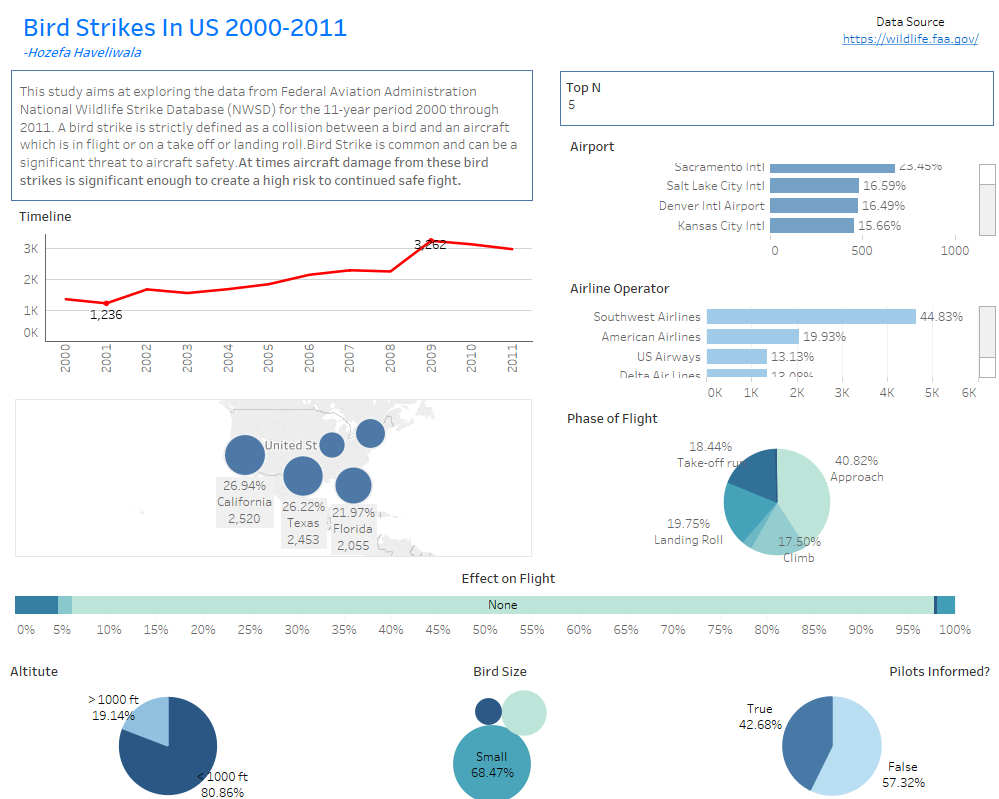 Bird Strikes In US 2000-2011
-Hozefa Haveliwala
Data Source
https://wildlife.faa.gov/
This study aims at exploring the data from Federal Aviation Administration
National Wildlife Strike Database (NWSD) for the 11-year period 2000 through
2011. A bird strike is strictly defined as a collision between a bird and an aircraft
which is in flight or on a take off or landing roll.Bird Strike is common and can be a
significant threat to aircraft safety.At times aircraft damage from these bird
strikes is significant enough to create a high risk to continued safe fight.
Top N
5
Timeline
3K
2K
1K
0K
3,262
1,236
2000 2001 2002 2003 2004 2005 2006 2007 2008 2009 2010 2011
Airport
Sacramento Intl 23.45%
Salt Lake City Intl 16.59%
Denver Intl Airport 16.49%
Kansas City Intl 15.66%
0 500 1000
Airline Operator
Southwest Airlines 44.83%
American Airlines 19.93%
US Airways 13.13%
Delta Air Lines 13.08%
0K 1K 2K 3K 4K 5K 6K
United St
26.94%
California
2,520
26.22%
Texas
2,453
21.97%
Florida
2,055
Phase of Flight
18.44%
Take-off run
40.82%
Approach
19.75%
Landing Roll
17.50%
Climb
Effect on Flight
None
0% 5% 10% 15% 20% 25% 30% 35% 40% 45% 50% 55% 60% 65% 70% 75% 80% 85% 90% 95% 100%
Altitute
> 1000 ft
19.14%
< 1000 ft
80.86%
Bird Size
Small
68.47%
Pilots Informed?
True
42.68%
False
57.32%